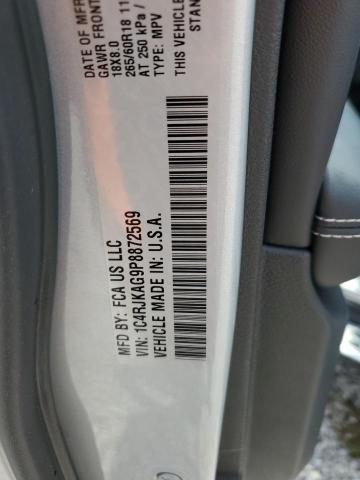 DATE OF MFR
GAWR FRONT
18X8.0
265/60R18 11
AT 250 kPa /
TYPE: MPV
THIS VEHICLE
STAN
MFD BY: FCA US LLC
VIN: 1C4RJKAG9P8872569
VEHICLE MADE IN: U.S.A.